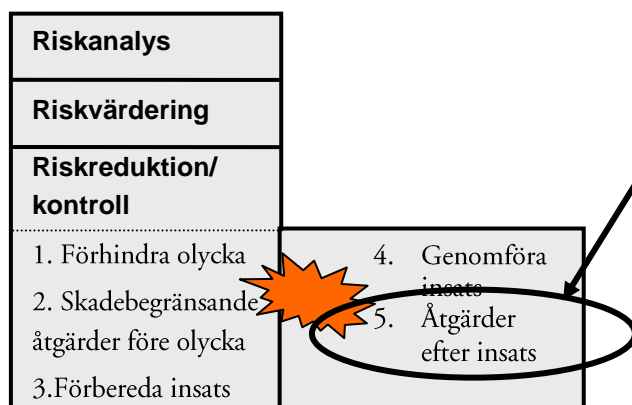 Riskanalys
Riskvärdering
Riskreduktion/
kontroll
1. Förhindra olycka
2. Skadebegränsande
åtgärder före olycka
3.Förbereda insats
4. Genomföra
insats
5. Åtgärder
efter insats